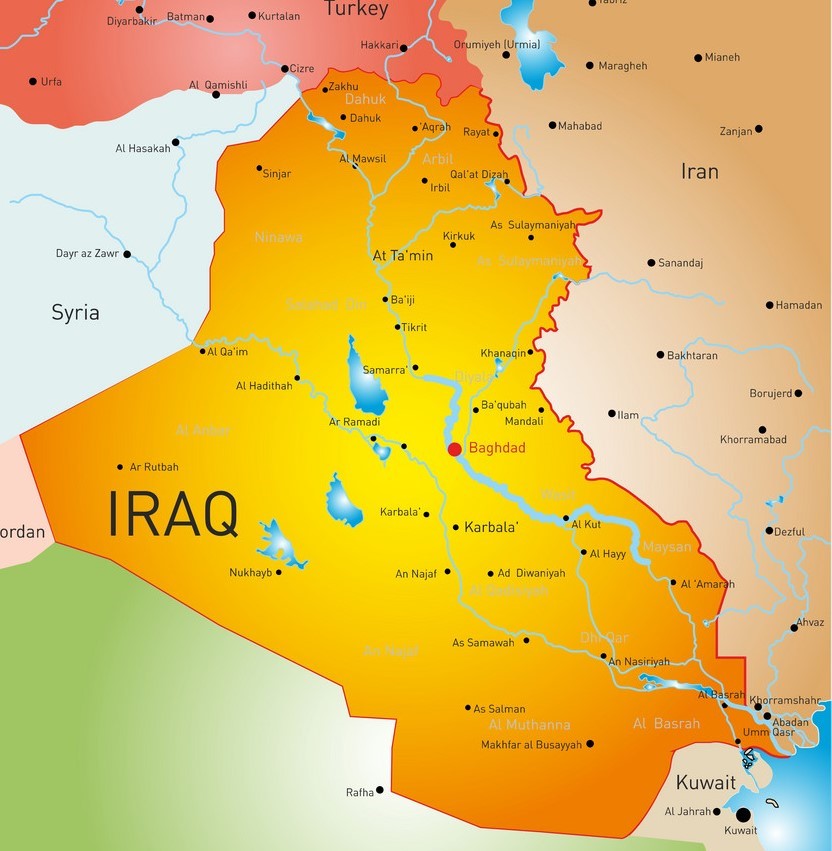 Tabriz
Turkey
Diyarbakir
Batman
Kurtalan
Hakkari
Orumiyeh (Urmia)
Mianeh
Maragheh
Cizre
Urfa
Al Qamishli
Zakhu
Dahuk
Dahuk
'Aqrah
Rayat
Mahabad
Zanjan
Al Hasakah
Al Mawsil
Arbil
Sinjar
Qal'at Dizah
Irbil
Iran
As Sulaymaniyah
Ninawa
Kirkuk
Dayr az Zawr
At Ta'min
As Sulaymaniyah
Sanandaj
Ba'iji
Hamadan
Syria
Tikrit
Al Qa'im
Khanaqin
Bakhtaran
Samarra'
Diyala
Al Hadithah
Borujerd
Ba'qubah
Mandali
Ilam
Ar Ramadi
Al Anbar
Khorramabad
Baghdad
Ar Rutbah
IRAQ
Wasit
Karbala'
Karbala'
Al Kut
ordan
Dezful
Al Hayy
Maysan
Nukhayb
An Najaf
Ad Diwaniyah
Al 'Amarah
Al Qadisiyah
Ahvaz
Dhi Qar
As Samawah
An Najaf
An Nasiriyah
Al Basrah
Khorramshahr
As Salman
Al Muthanna
Al Basrah
Abadan
Umm Qasr
Makhfar al Busayyah
Kuwait
Rafha
Al Jahrah
Kuwait